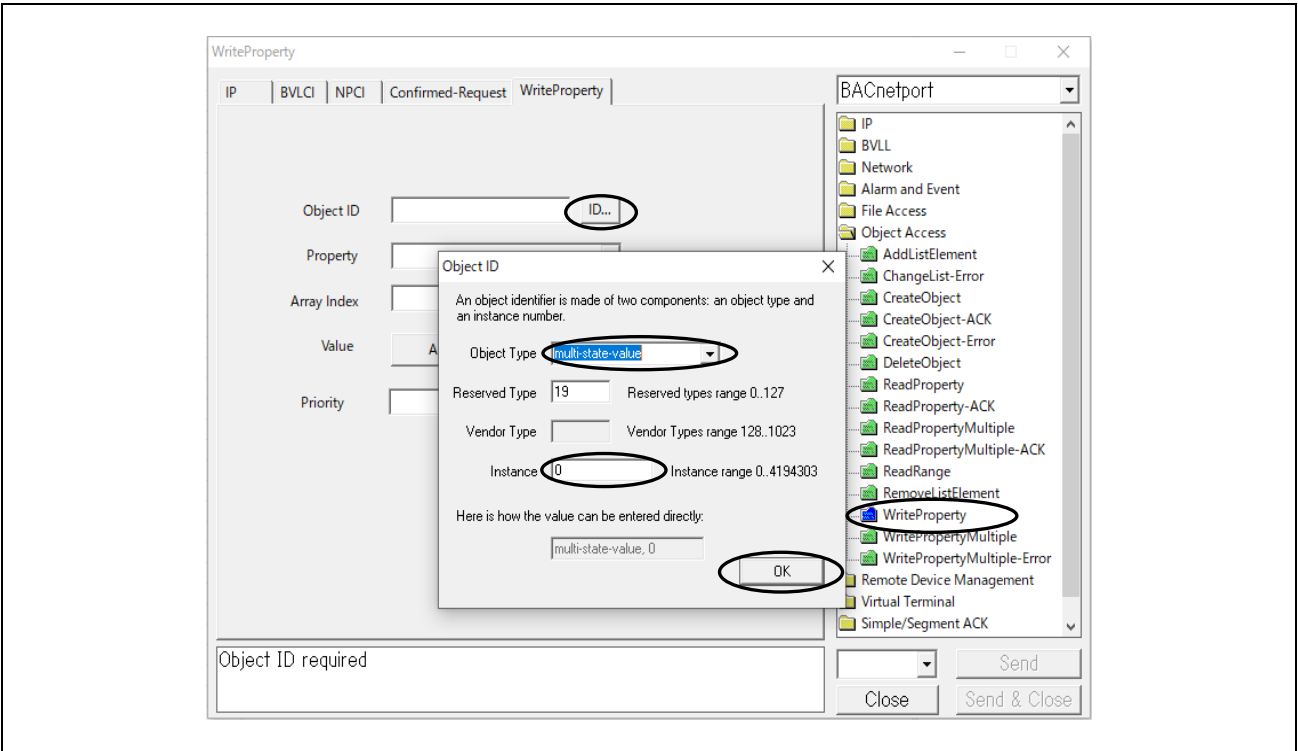 WriteProperty
IP
BVLCI
NPCI
Confirmed-Request
WriteProperty
Object ID
ID...
Property
Array Index
Value
A
Priority
Object ID
An object identifier is made of two components: an object type and
an instance number.
Object Type
multi-state-value
Reserved Type
19
Reserved types range 0..127
Vendor Type
Vendor Types range 128..1023
Instance
0
Instance range 0..4194303
Here is how the value can be entered directly:
multi-state-value, 0
OK
BACnetport
IP
BVLL
Network
Alarm and Event
File Access
Object Access
AddListElement
ChangeList-Error
CreateObject
CreateObject-ACK
CreateObject-Error
DeleteObject
ReadProperty
ReadProperty-ACK
ReadPropertyMultiple
ReadPropertyMultiple-ACK
ReadRange
RemoveListElement
WriteProperty
WritePropertyMultiple
WritePropertyMultiple-Error
Remote Device Management
Virtual Terminal
Simple/Segment ACK
Object ID required
Send
Close
Send & Close